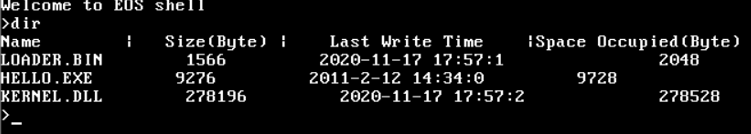 Welcome to EOS shell
>dir
Name | Size(Byte) | Last Write Time |Space Occupied(Byte)
LOADER.BIN 1566 2020-11-17 17:57:1 2048
HELLO.EXE 9276 2011-2-12 14:34:0 9728
KERNEL.DLL 278196 2020-11-17 17:57:2 278528
>_